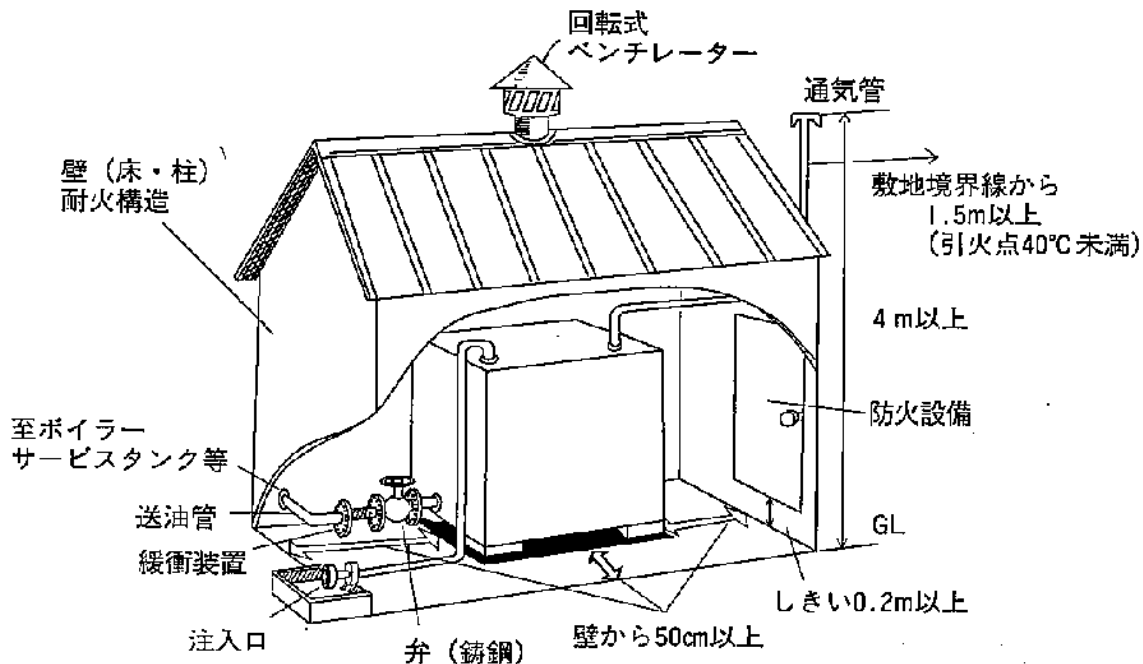 回転式
ベンチレーター
通気管
壁（床・柱）
耐火構造
敷地境界線から
1.5m以上
（引火点40℃未満）
4m以上
防火設備
至ボイラー
サービスタンク等
送油管
緩衝装置
GL
しきい0.2m以上
注入口
弁（鋳鋼）
壁から50cm以上